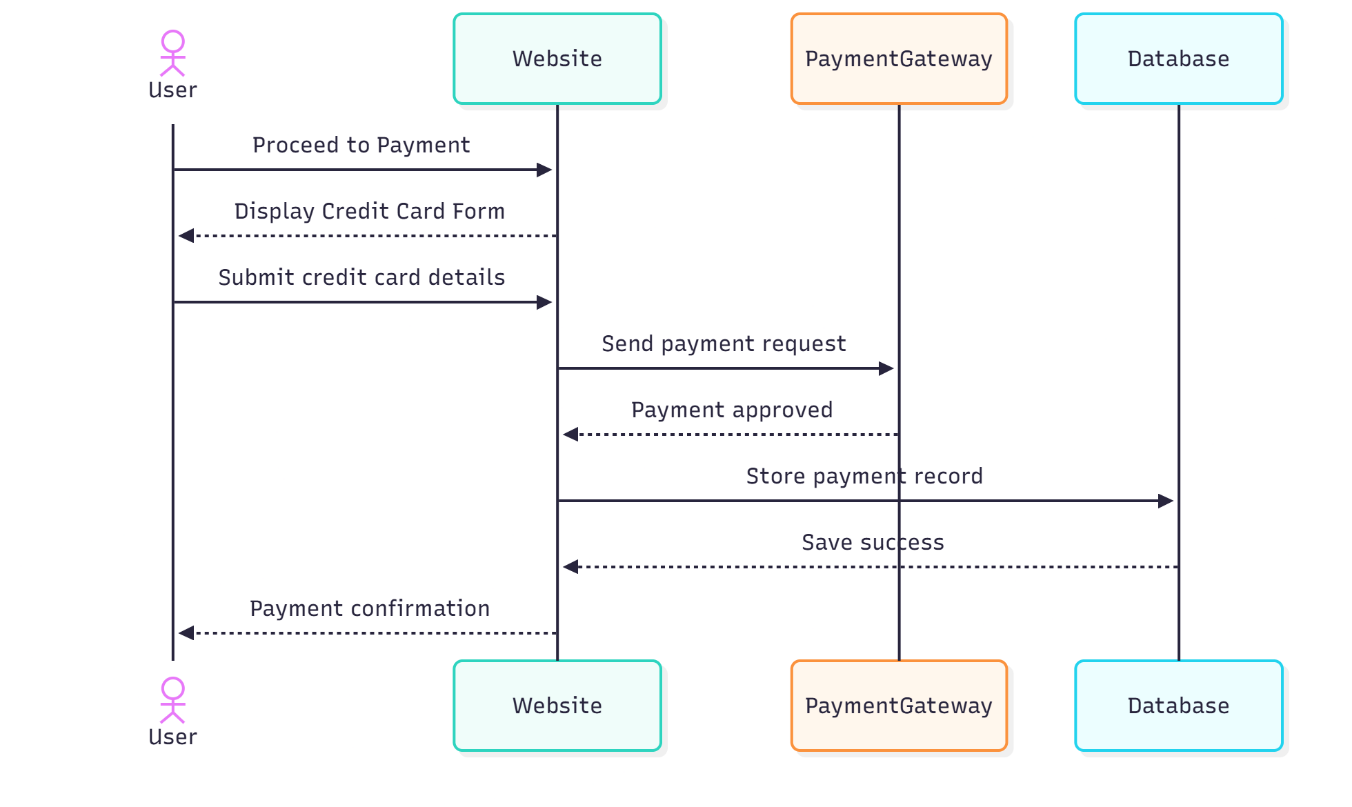 User
Website
PaymentGateway
Database
Proceed to Payment
Display Credit Card Form
Submit credit card details
Send payment request
Payment approved
Store payment record
Save success
Payment confirmation
User
Website
PaymentGateway
Database